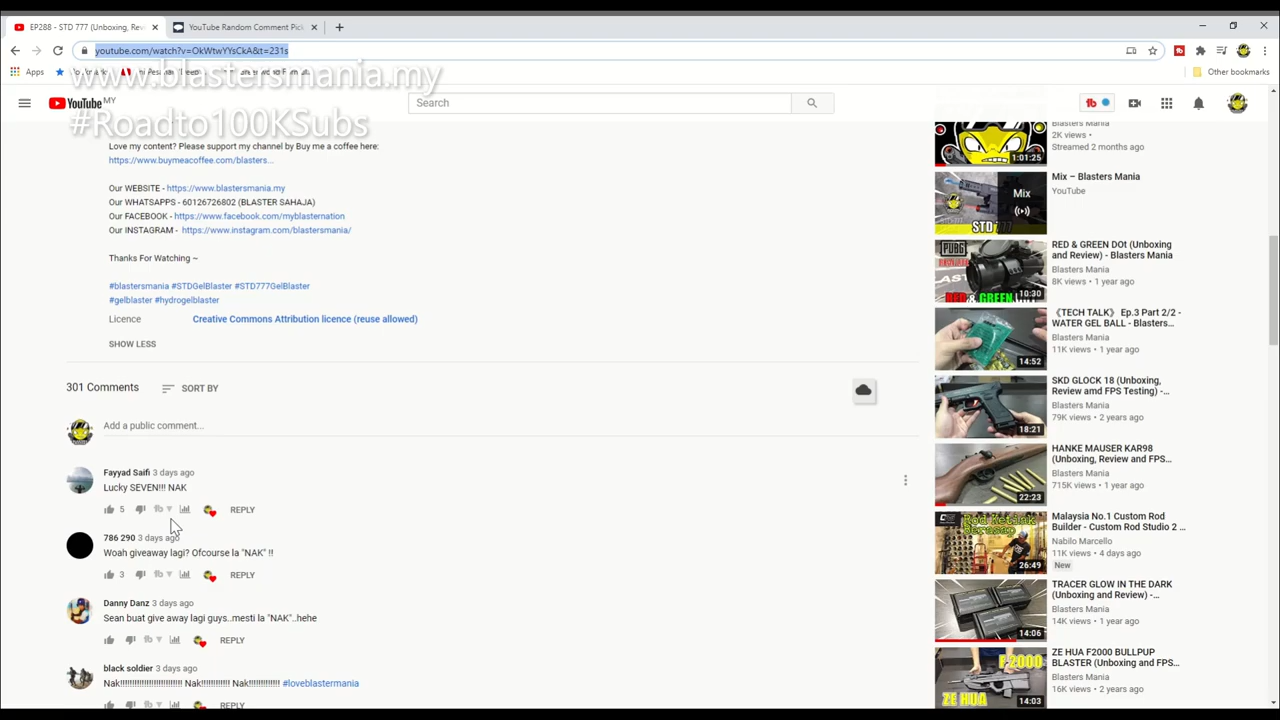 EP288 - STD 777 (Unboxing, Rev
YouTube Random Comment Pick
youtube.com/watch?v=OkWtwYYsCkA&t=231s
Apps
Other bookmarks
www.blastersmania.my
#Roadto100KSubs
YouTube MY
Search
Love my content? Please support my channel by Buy me a coffee here:
https://www.buymeacoffee.com/blasters...
Our WEBSITE - https://www.blastersmania.my
Our WHATSAPPS - 60126726802 (BLASTER SAHAJA)
Our FACEBOOK - https://www.facebook.com/myblasternation
Our INSTAGRAM - https://www.instagram.com/blastersmania/
Thanks For Watching ~
#blastersmania #STDGelBlaster #STD777GelBlaster
#gelblaster #hydrogelblaster
Licence
Creative Commons Attribution licence (reuse allowed)
SHOW LESS
301 Comments
SORT BY
Add a public comment...
Fayyad Saifi 3 days ago
Lucky SEVEN!!! NAK
5
REPLY
786 290 3 days ago
Woah giveaway lagi? Ofcourse la "NAK" !!
3
REPLY
Danny Danz 3 days ago
Sean buat give away lagi guys..mesti la "NAK"..hehe
REPLY
black soldier 3 days ago
#loveblastermania
REPLY
Blasters Mania
2K views •
Streamed 2 months ago
1:01:25
Mix – Blasters Mania
YouTube
Mix
STD 777
RED & GREEN DOt (Unboxing
and Review) - Blasters Mania
Blasters Mania
8K views • 1 year ago
PUBG
10:30
《TECH TALK》 Ep.3 Part 2/2 -
WATER GEL BALL - Blasters...
Blasters Mania
11K views • 1 year ago
14:52
SKD GLOCK 18 (Unboxing,
Review amd FPS Testing) -...
Blasters Mania
79K views • 2 years ago
18:21
HANKE MAUSER KAR98
(Unboxing, Review and FPS...
Blasters Mania
715K views • 1 year ago
22:23
Malaysia No.1 Custom Rod
Builder - Custom Rod Studio 2 ...
Nabilo Marcello
11K views • 4 days ago
New
26:49
TRACER GLOW IN THE DARK
(Unboxing and Review) -...
Blasters Mania
14K views • 1 year ago
14:06
ZE HUA F2000 BULLPUP
BLASTER (Unboxing and FPS...
Blasters Mania
16K views • 2 years ago
F 2000
ZE HUA
14:03